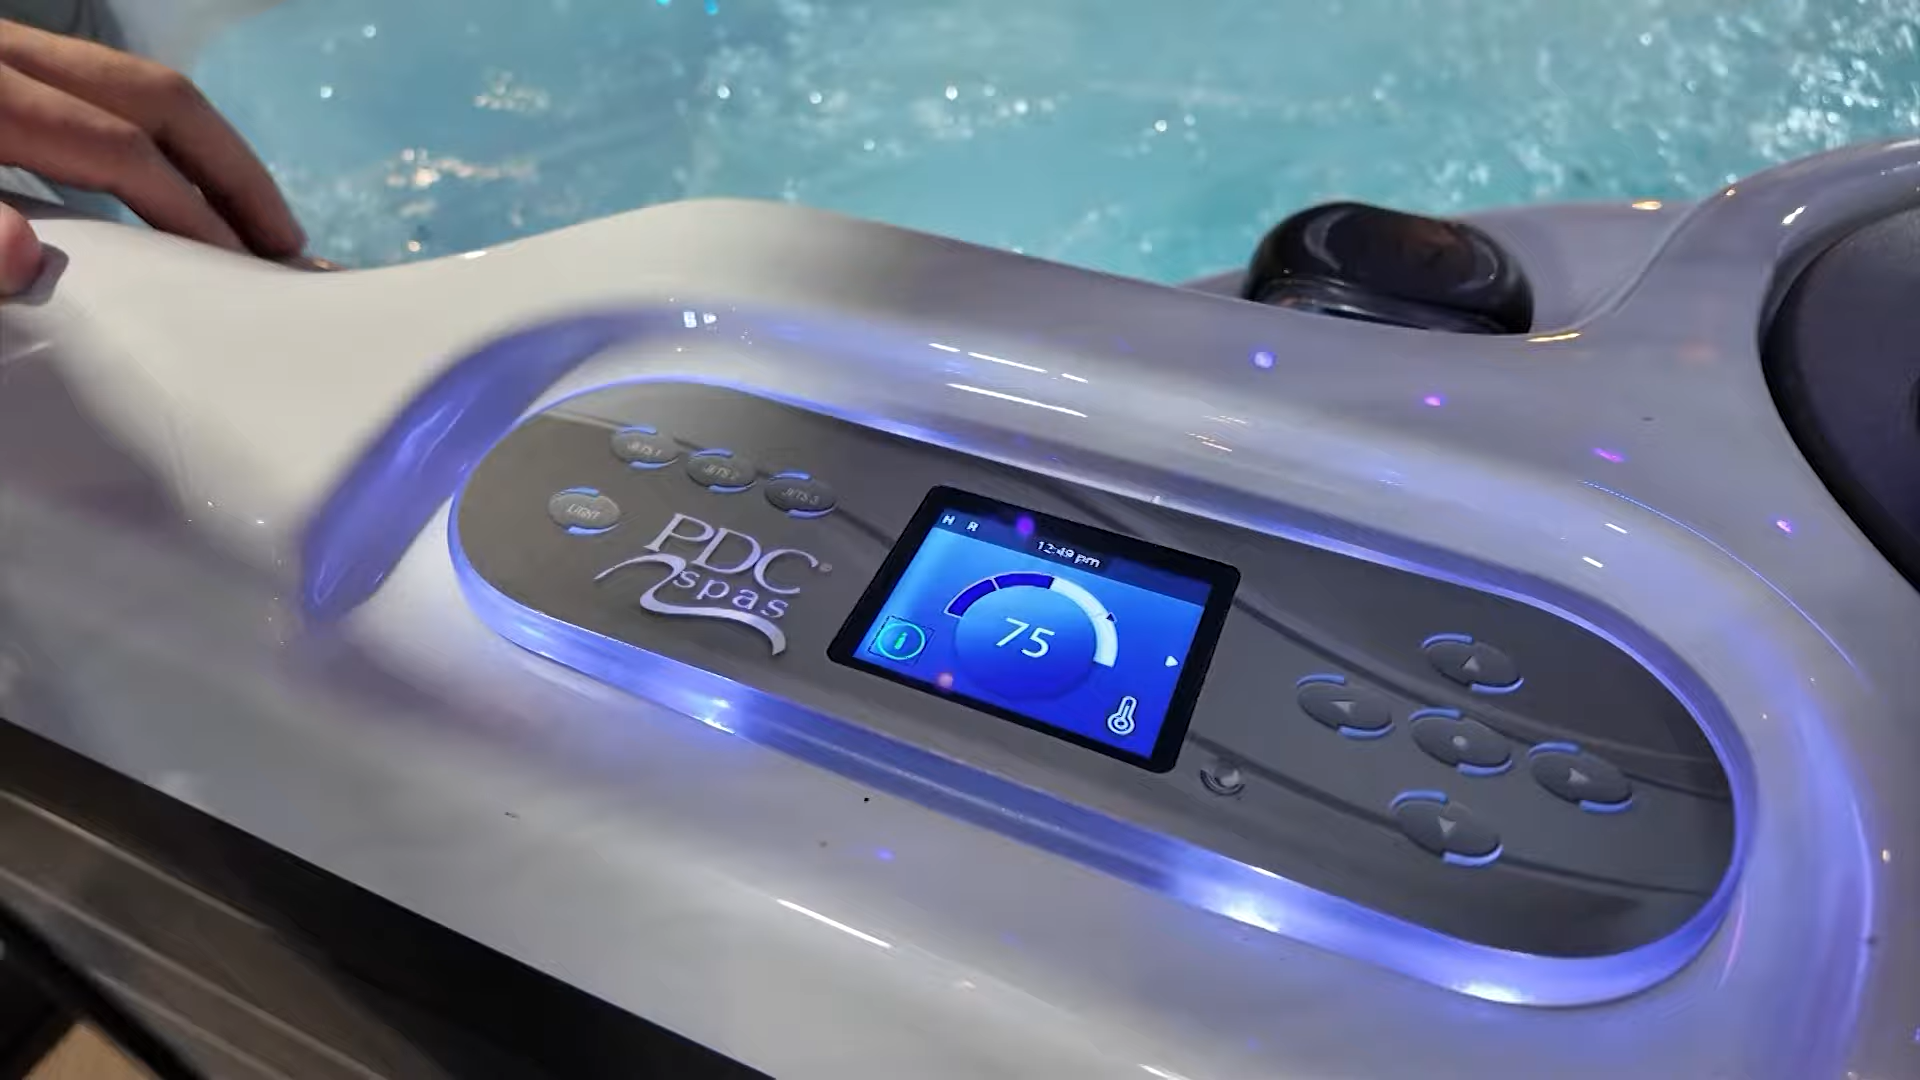 JETS 1
JETS 2
JETS 3
LIGHT
PDC®
spas
H R
12:49 pm
75